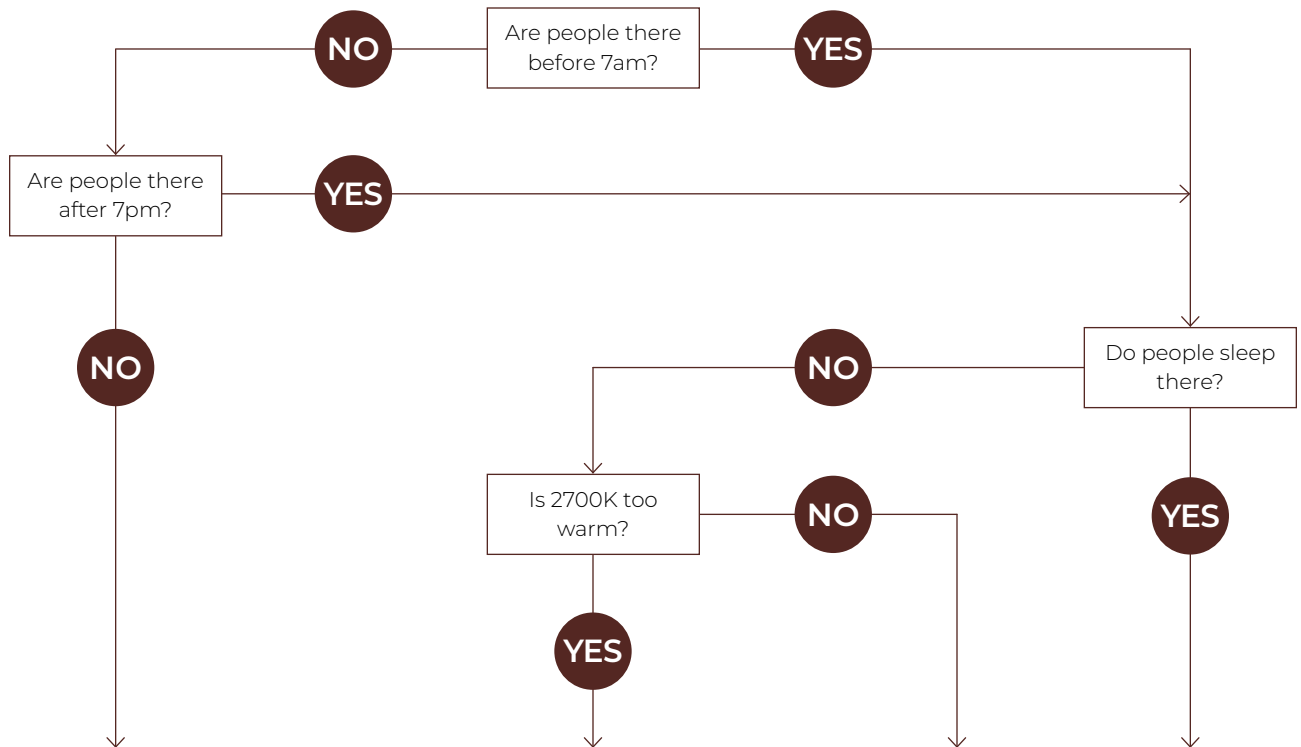 NO
Are people there
before 7am?
YES
Are people there
after 7pm?
YES
NO
NO
Do people sleep
there?
Is 2700K too
warm?
NO
YES
YES